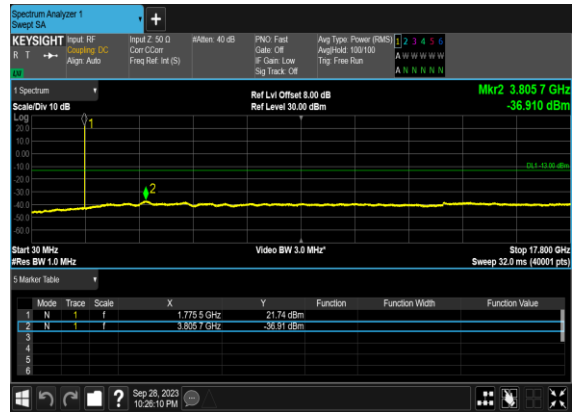 Spectrum Analyzer 1
Swept SA
+
KEYSIGHT Input: RF Input Z: 50 Ω #Atten: 40 dB PNO: Fast Avg Type: Power (RMS) 1 2 3 4 5 6
R T Coupling: DC Corr CCorr Gate: Off Avg|Hold: 100/100 A W W W W W
Align: Auto Freq Ref: Int (S) IF Gain: Low Trig: Free Run
Sig Track: Off A N N N N N
1 Spectrum Ref Lvl Offset 8.00 dB Mkr2 3.805 7 GHz
Scale/Div 10 dB Ref Level 30.00 dBm -36.910 dBm
Log
1
20.0
10.0
0.00
-10.0 DL1 -13.00 dBm
-20.0
-30.0 2
-40.0
-50.0
-60.0
Start 30 MHz Video BW 3.0 MHz* Stop 17.800 GHz
#Res BW 1.0 MHz Sweep 32.0 ms (40001 pts)
5 Marker Table
Mode Trace Scale X Y Function Function Width Function Value
1 N 1 f 1.775 5 GHz 21.74 dBm
2 N 1 f 3.805 7 GHz -36.91 dBm
3
4
5
6
? Sep 28, 2023
10:26:10 PM